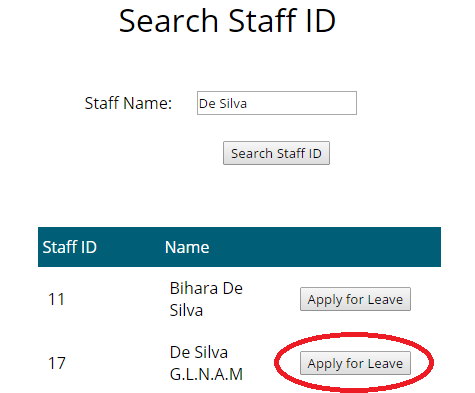 Search Staff ID
Staff Name: De Silva
Search Staff ID
Staff ID Name
11 Bihara De Silva Apply for Leave
17 De Silva G.L.N.A.M Apply for Leave